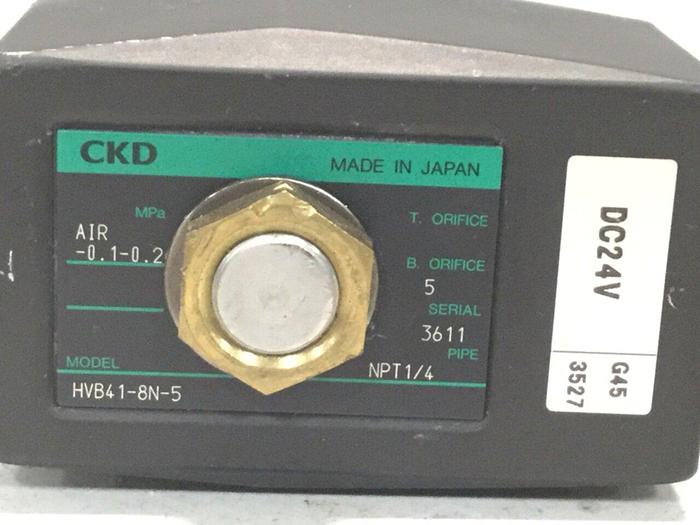 CKD
MADE IN JAPAN
MPa
AIR
-0.1-0.2
T. ORIFICE
B. ORIFICE
5
SERIAL
3611
PIPE
NPT1/4
MODEL
HVB41-8N-5
DC24V
G45
3527